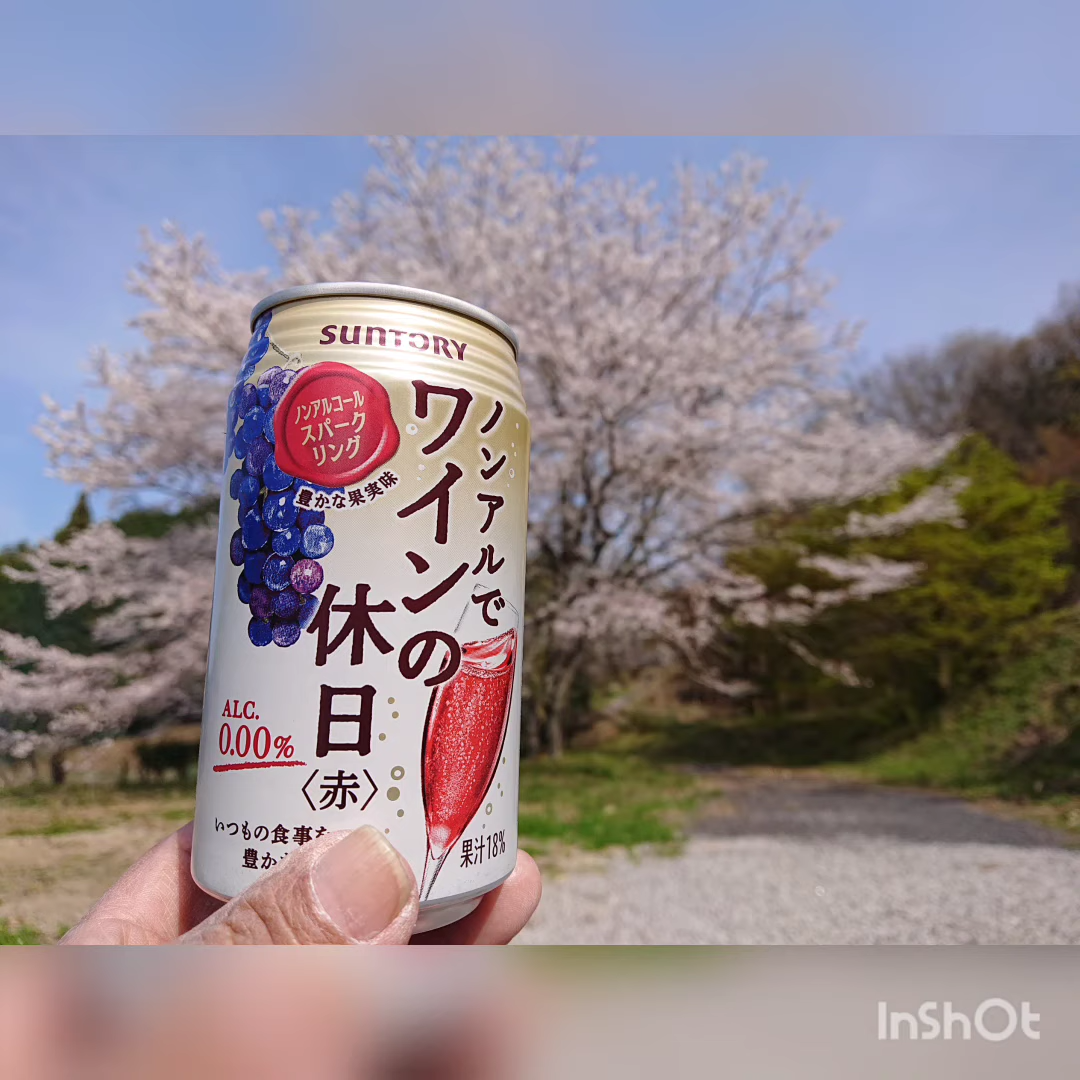 SUNTORY
ノンアルコール
スパーク
リング
豊かな果実味
ノンアルで
ワインの
休日
〈赤〉
ALC.
0.00%
いつもの食事を
豊か
果汁18%
InShOt